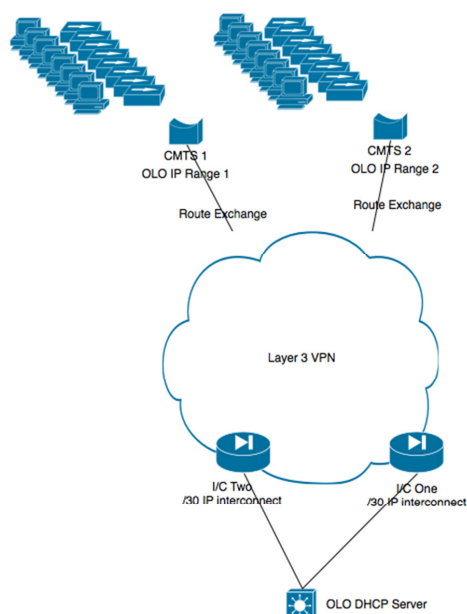 CMTS 1
OLO IP Range 1
CMTS 2
OLO IP Range 2
Route Exchange
Route Exchange
Layer 3 VPN
I/C Two
/30 IP interconnect
I/C One
/30 IP interconnect
OLO DHCP Server